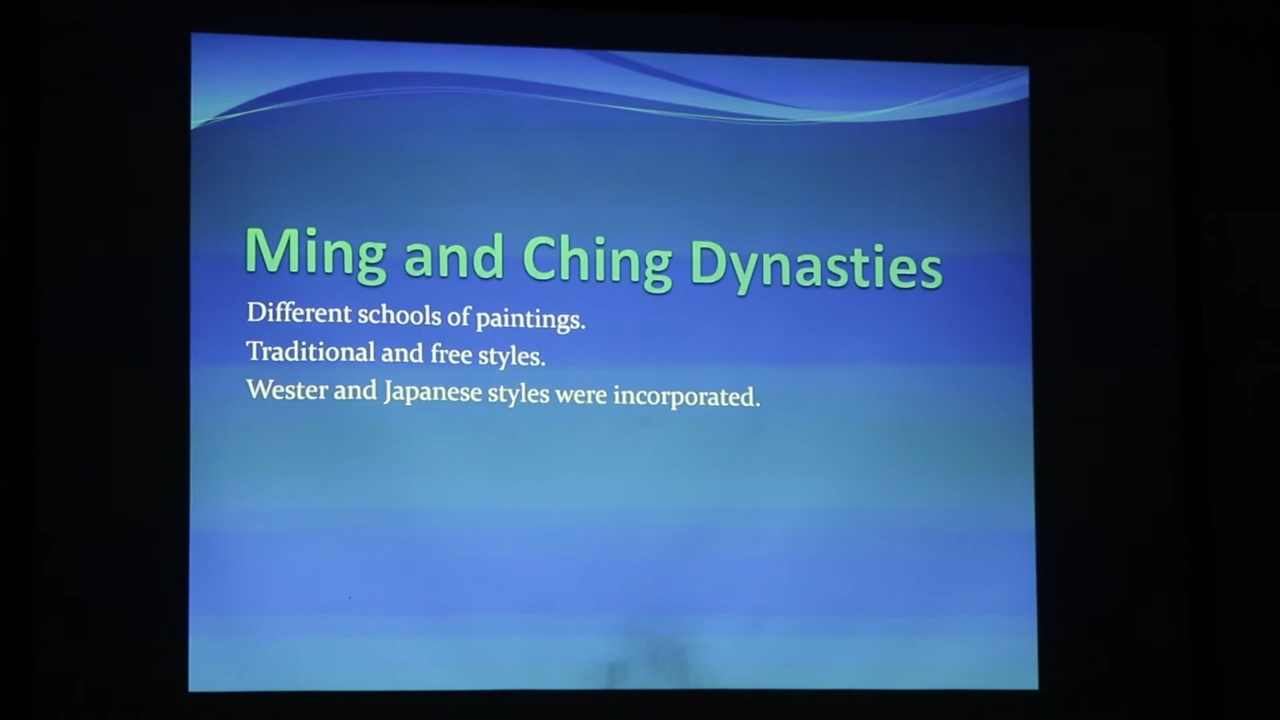 Ming and Ching Dynasties
Different schools of paintings.
Traditional and free styles.
Wester and Japanese styles were incorporated.